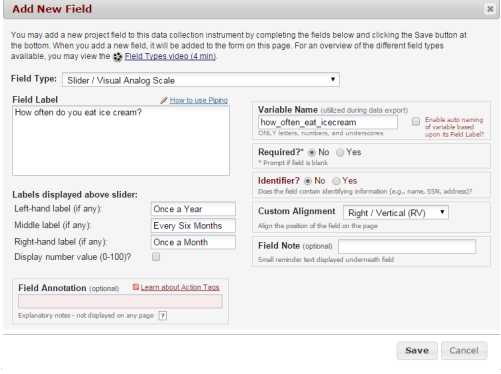 Add New Field
You may add a new project field to this data collection instrument by completing the fields below and clicking the Save button at
the bottom. When you add a new field, it will be added to the form on this page. For an overview of the different field types
available, you may view the Field Types video (4 min).
Field Type: Slider / Visual Analog Scale
Field Label How to use Piping
How often do you eat ice cream?
Labels displayed above slider:
Left-hand label (if any): Once a Year
Middle label (if any): Every Six Months
Right-hand label (if any): Once a Month
Display number value (0-100)?
Field Annotation (optional) Learn about Action Tags
Explanatory notes - not displayed on any page ?
Variable Name (utilized during data export)
how_often_eat_icecream
ONLY letters, numbers, and underscores
Enable auto naming
of variable based
upon its Field Label?
Required?* No Yes
* Prompt if field is blank
Identifier? No Yes
Does the field contain identifying information (e.g., name, SSN, address)?
Custom Alignment Right / Vertical (RV)
Align the position of the field on the page
Field Note (optional)
Small reminder text displayed underneath field
Save Cancel